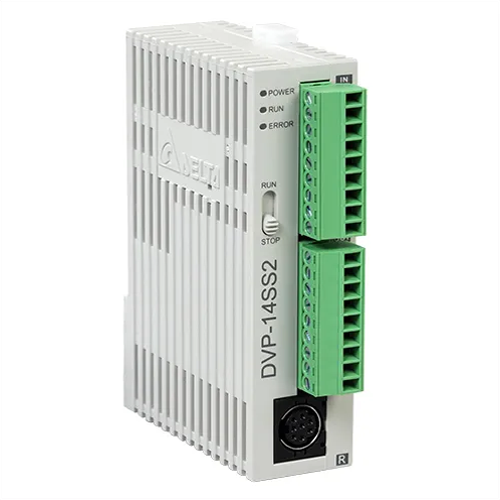 IN
POWER
RUN
ERROR
DELTA
RUN
STOP
DVP-14SS2
R